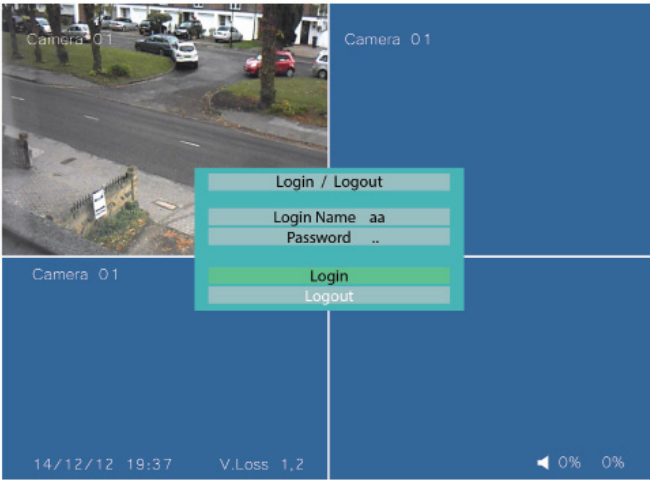 Camera 01
Camera 01
Login / Logout
Login Name aa
Password ..
Login
Logout
Camera 01
14/12/12 19:37 V.Loss 1,2
0% 0%